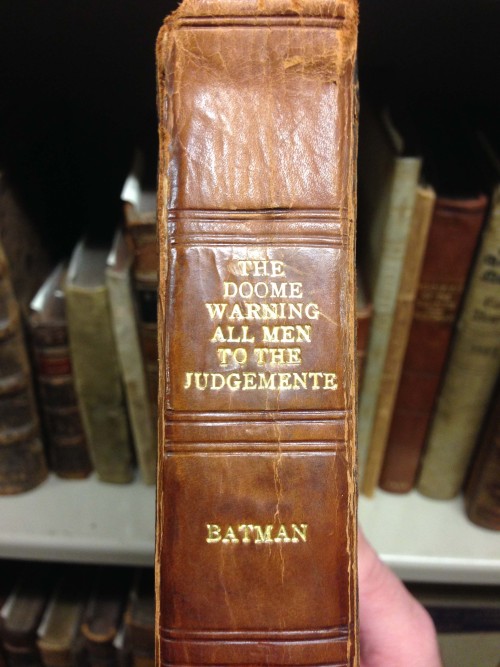 THE
DOOME
WARNING
ALL MEN
TO THE
JUDGEMENTE
BATMAN